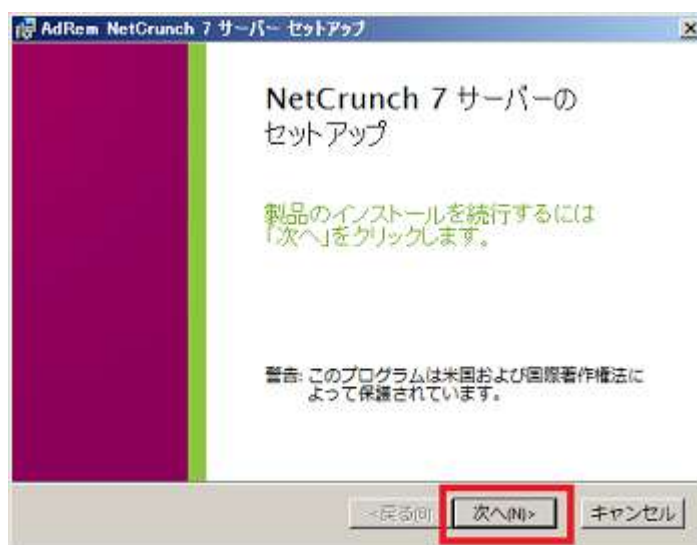 AdRem NetCrunch 7 サーバー セットアップ
NetCrunch 7 サーバーの
セットアップ
製品のインストールを続行するには
「次へ」をクリックします。
警告: このプログラムは米国および国際著作権法に
よって保護されています。
<戻る(B)
次へ(N)>
キャンセル